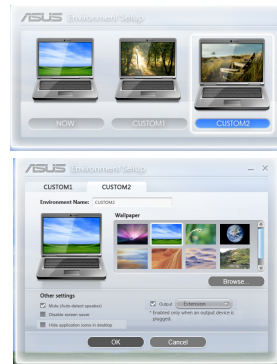 ASUS Environment Setup
NOW CUSTOM1 CUSTOM2
ASUS Environment Setup
CUSTOM1 CUSTOM2
Environment Name: CUSTOM2
Wallpaper
Browse...
Other settings
Mute (Auto detect speaker)
Disable screen saver
Hide application icons in desktop
Output Extension
* Enabled only when an output device is
plugged.
OK Cancel